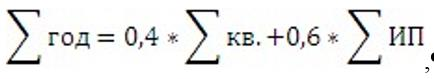 ∑ год = 0,4 * ∑ кв.+0,6 * ∑ ИП ,